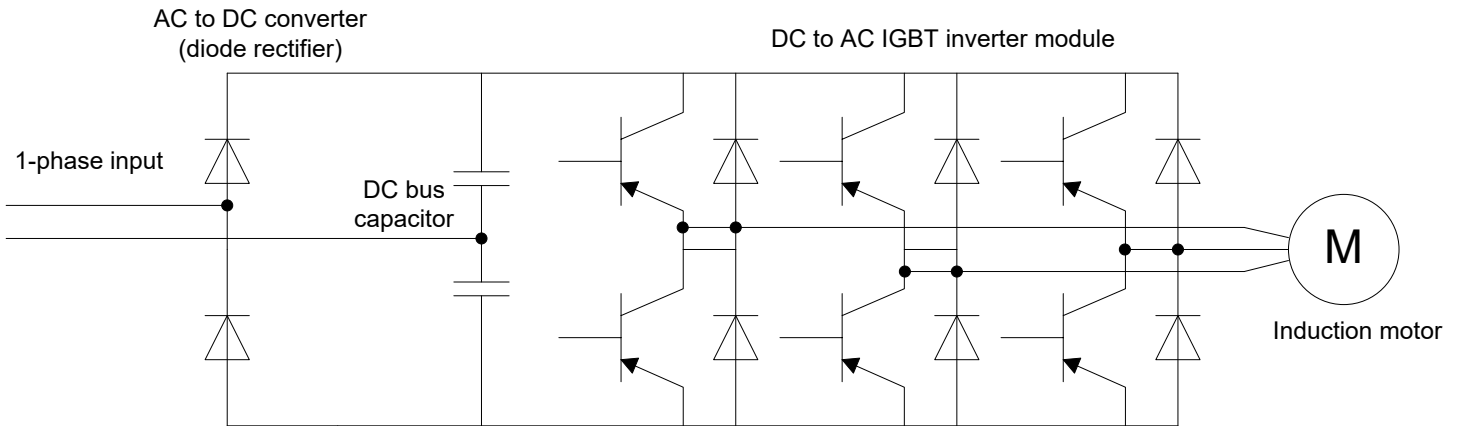 AC to DC converter
(diode rectifier)
DC to AC IGBT inverter module
1-phase input
DC bus
capacitor
M
Induction motor